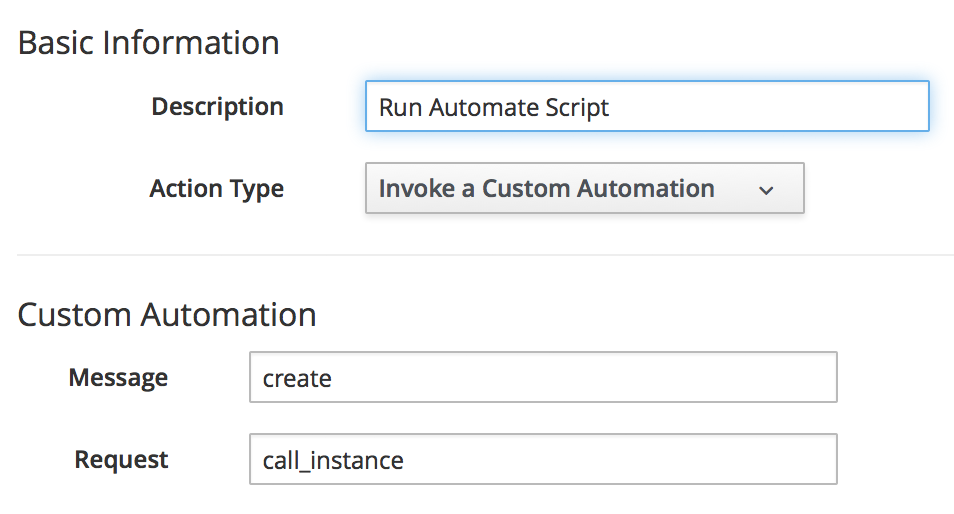 Basic Information
Description Run Automate Script
Action Type Invoke a Custom Automation
Custom Automation
Message create
Request call_instance